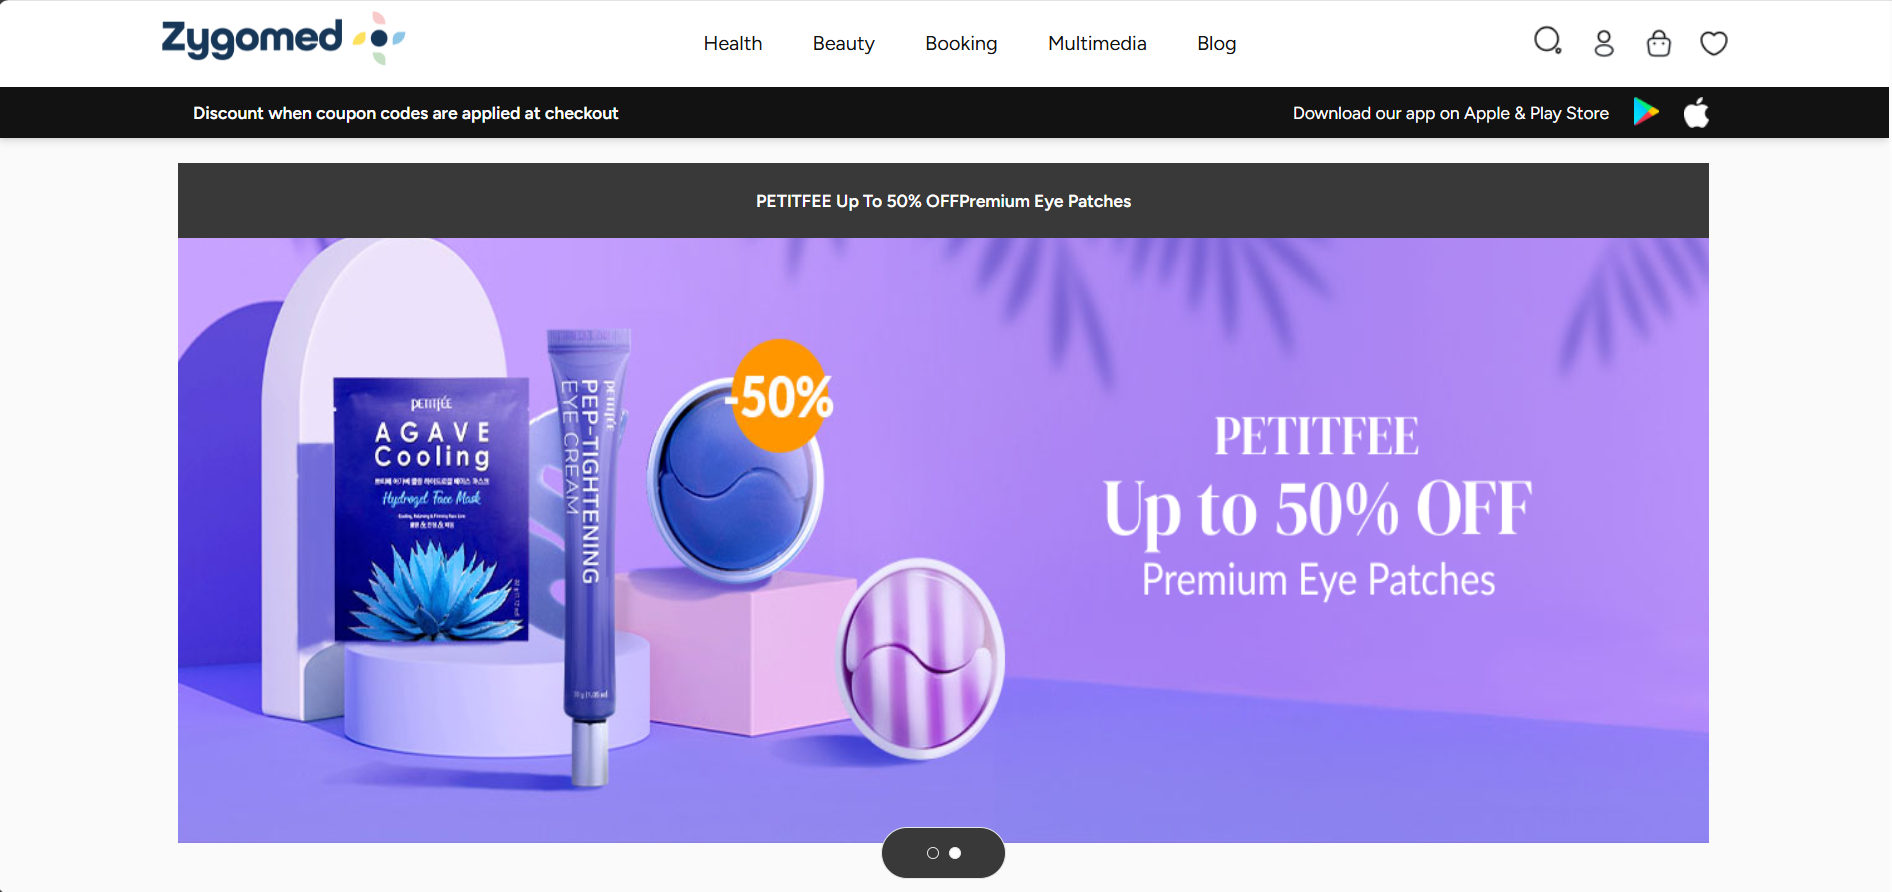 Zygomed
Health
Beauty
Booking
Multimedia
Blog
Discount when coupon codes are applied at checkout
Download our app on Apple & Play Store
PETITFEE Up To 50% OFFPremium Eye Patches
PETITFÉE
AGAVE
Cooling
Hydrogel Face Mask
PETITFÉE
PEP-TIGHTENING
EYE CREAM
-50%
PETITFEE
Up to 50% OFF
Premium Eye Patches